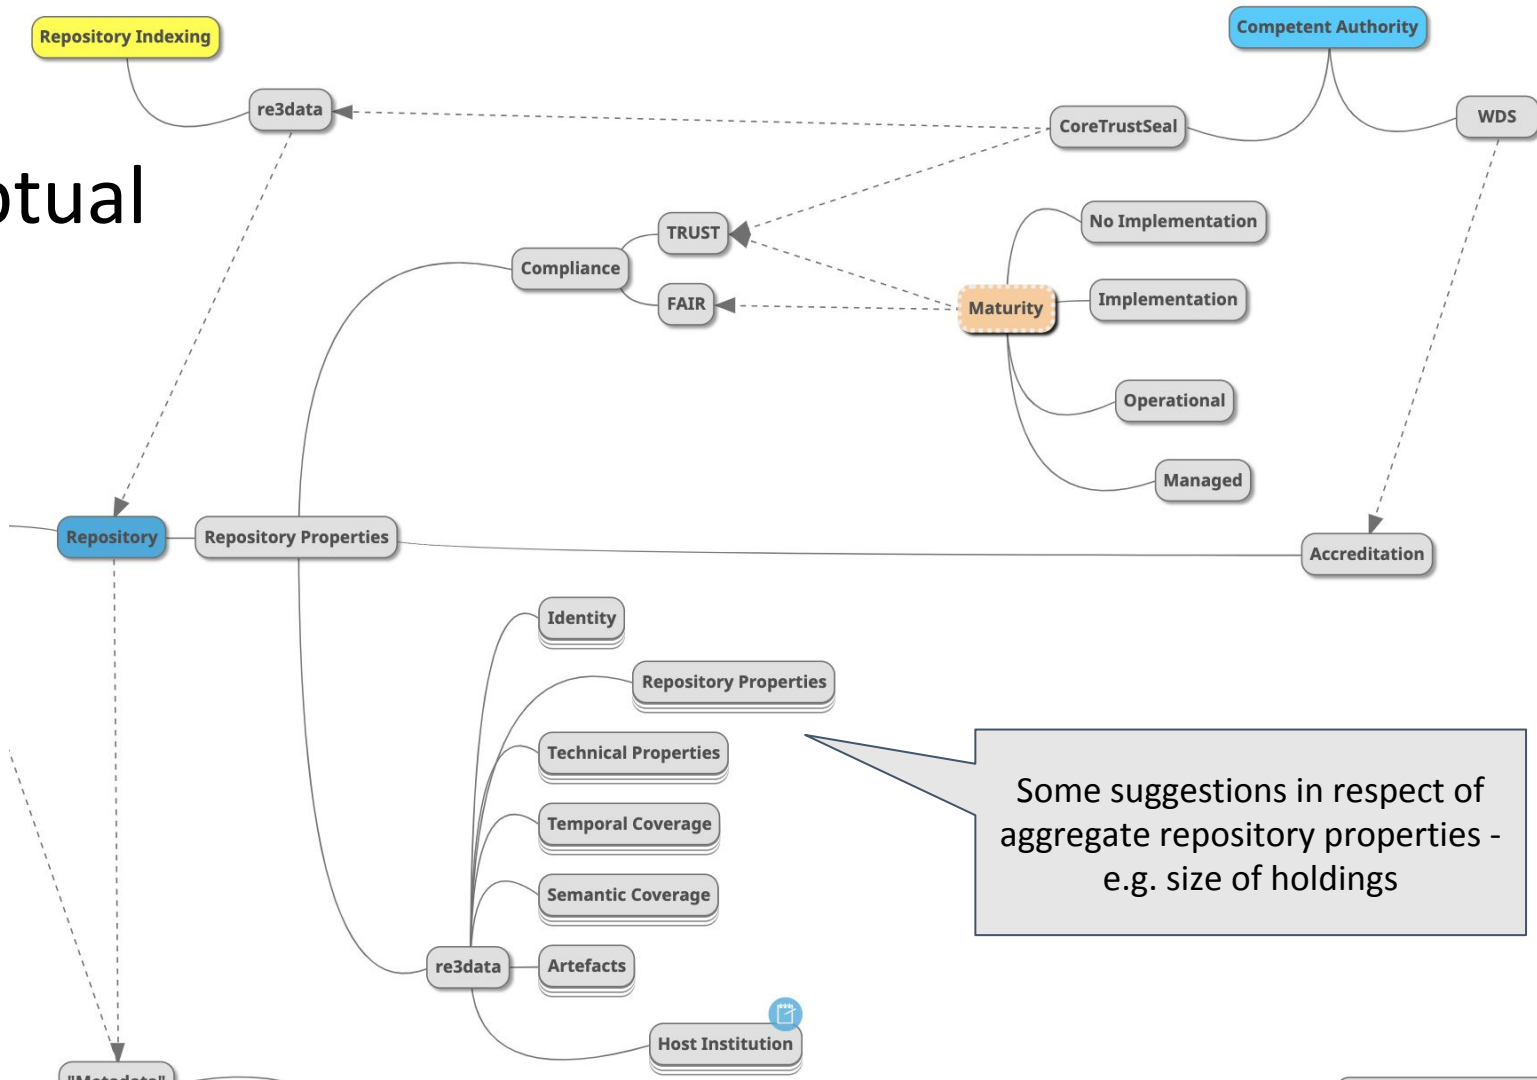 Repository Indexing
Competent Authority
re3data
CoreTrustSeal
WDS
ptual
No Implementation
TRUST
Compliance
FAIR
Maturity
Implementation
Operational
Managed
Repository
Repository Properties
Accreditation
Identity
Repository Properties
Technical Properties
Temporal Coverage
Semantic Coverage
re3data
Artefacts
Host Institution
Some suggestions in respect of
aggregate repository properties -
e.g. size of holdings
"Metadata"